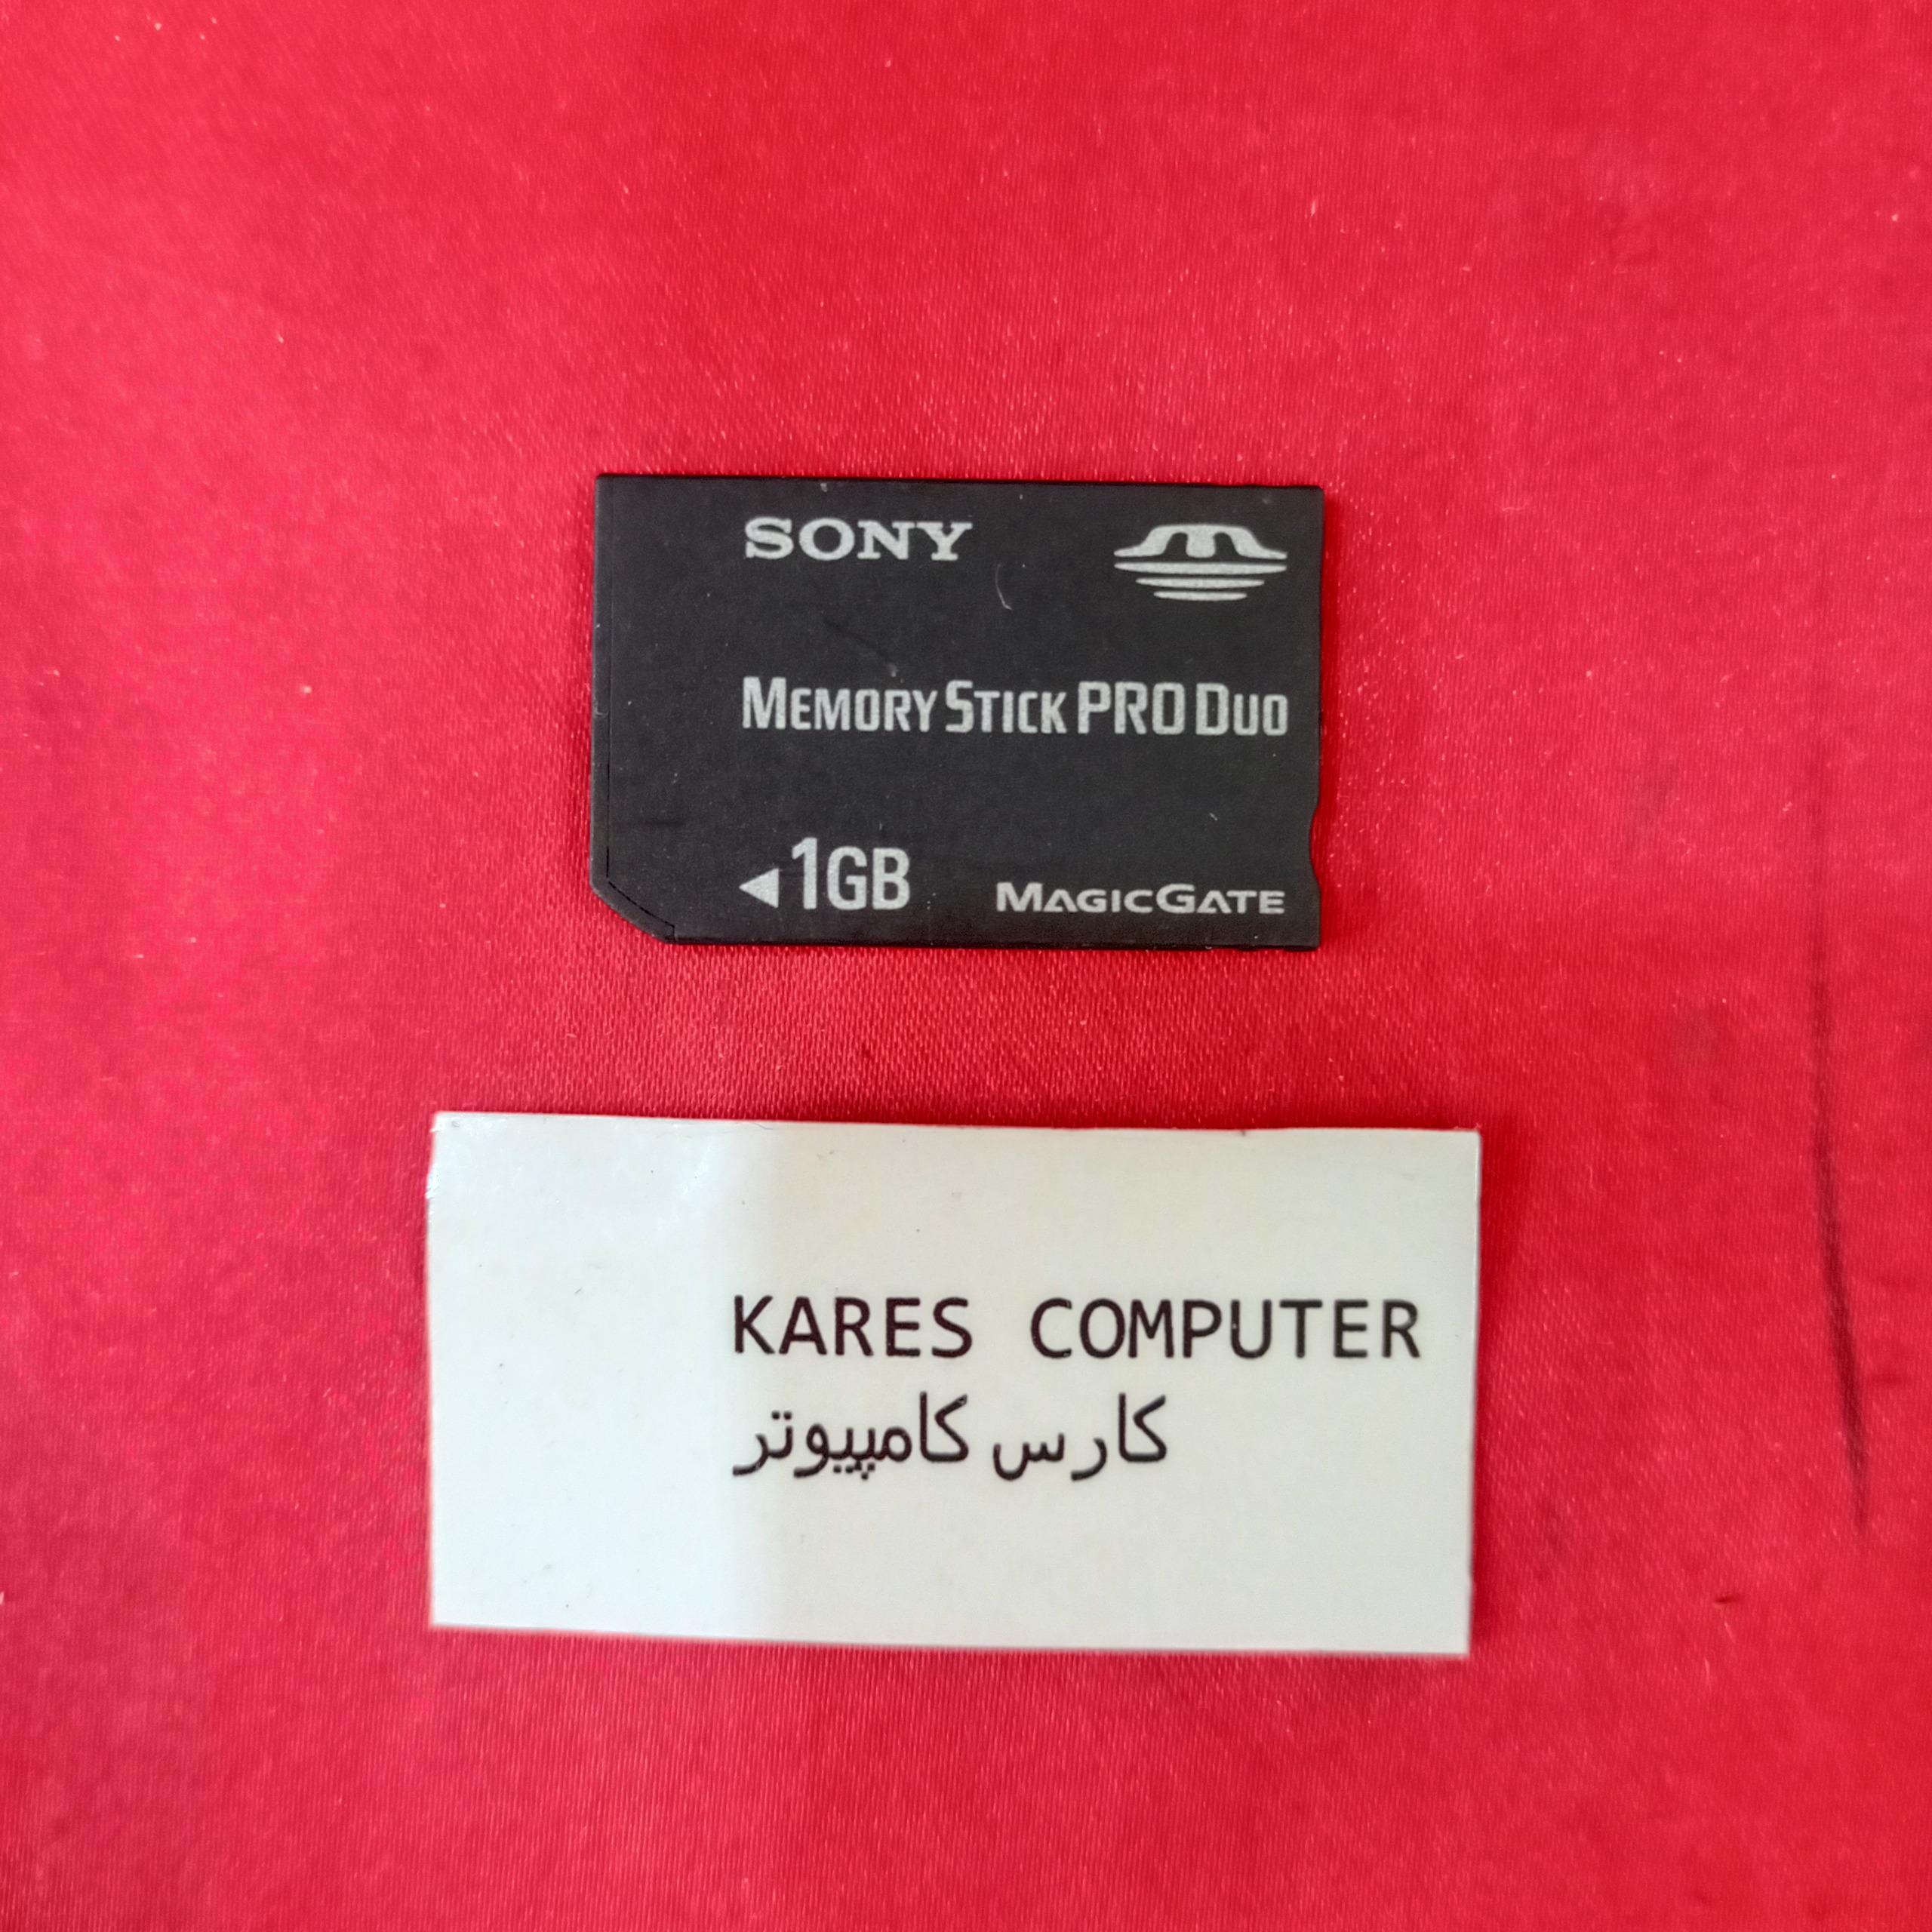 SONY
MEMORY STICK PRO DUO
1GB MAGICGATE
KARES COMPUTER
کارس کامپیوتر